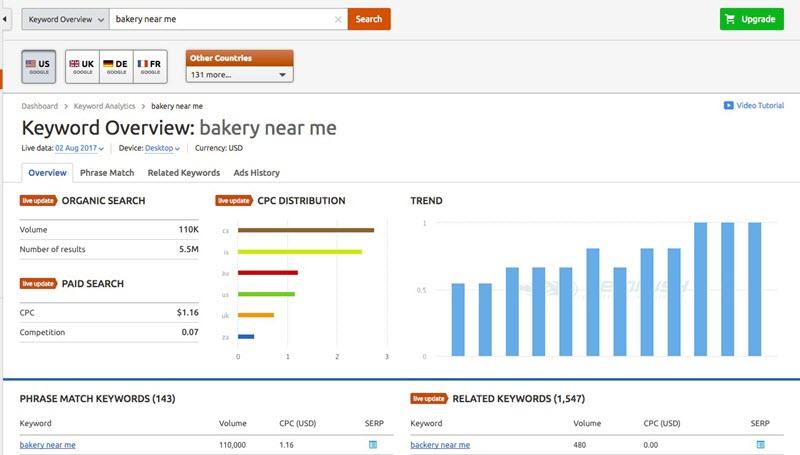 Keyword Overview
bakery near me
Search
Upgrade
US
GOOGLE
UK
GOOGLE
DE
GOOGLE
FR
GOOGLE
Other Countries
131 more...
Dashboard > Keyword Analytics > bakery near me
Video Tutorial
Keyword Overview: bakery near me
Live data: 02 Aug 2017 Device: Desktop Currency: USD
Overview Phrase Match Related Keywords Ads History
live update ORGANIC SEARCH
Volume 110K
Number of results 5.5M
live update PAID SEARCH
CPC $1.16
Competition 0.07
live update CPC DISTRIBUTION
ca
is
au
us
uk
za
0 1 2 3
TREND
1
0.5
0
PHRASE MATCH KEYWORDS (143)
Keyword Volume CPC (USD) SERP
bakery near me 110,000 1.16
live update RELATED KEYWORDS (1,547)
Keyword Volume CPC (USD) SERP
backery near me 480 0.00